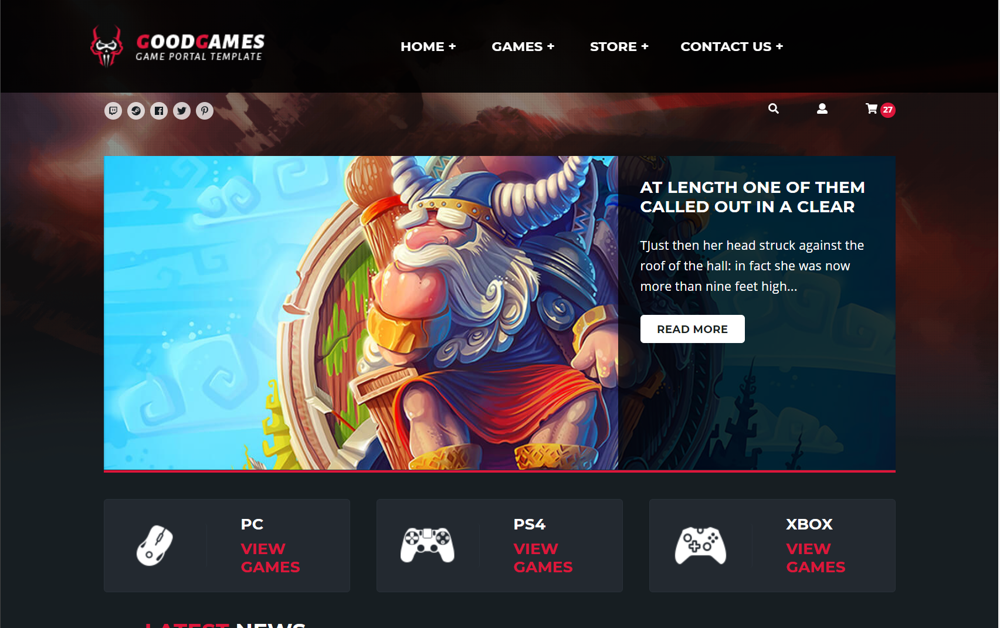 GOODGAMES
GAME PORTAL TEMPLATE
HOME +
GAMES +
STORE +
CONTACT US +
27
AT LENGTH ONE OF THEM
CALLED OUT IN A CLEAR
TJust then her head struck against the
roof of the hall: in fact she was now
more than nine feet high...
READ MORE
PC
VIEW
GAMES
PS4
VIEW
GAMES
XBOX
VIEW
GAMES
LATEST NEWS